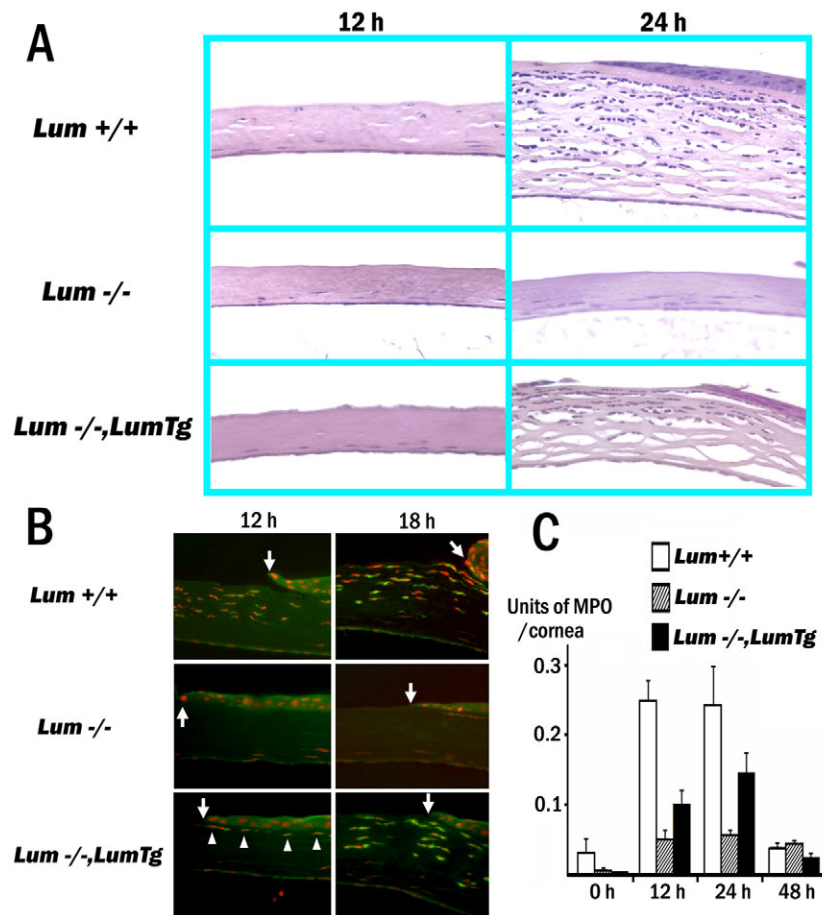 A
12 h 24 h
Lum +/+
Lum -/-
Lum -/-,LumTg
B
12 h 18 h
Lum +/+
Lum -/-
Lum -/-,LumTg
C
Lum+/+
Lum -/-
Lum -/-,LumTg
Units of MPO
/cornea
0.3
0.2
0.1
0 h 12 h 24 h 48 h